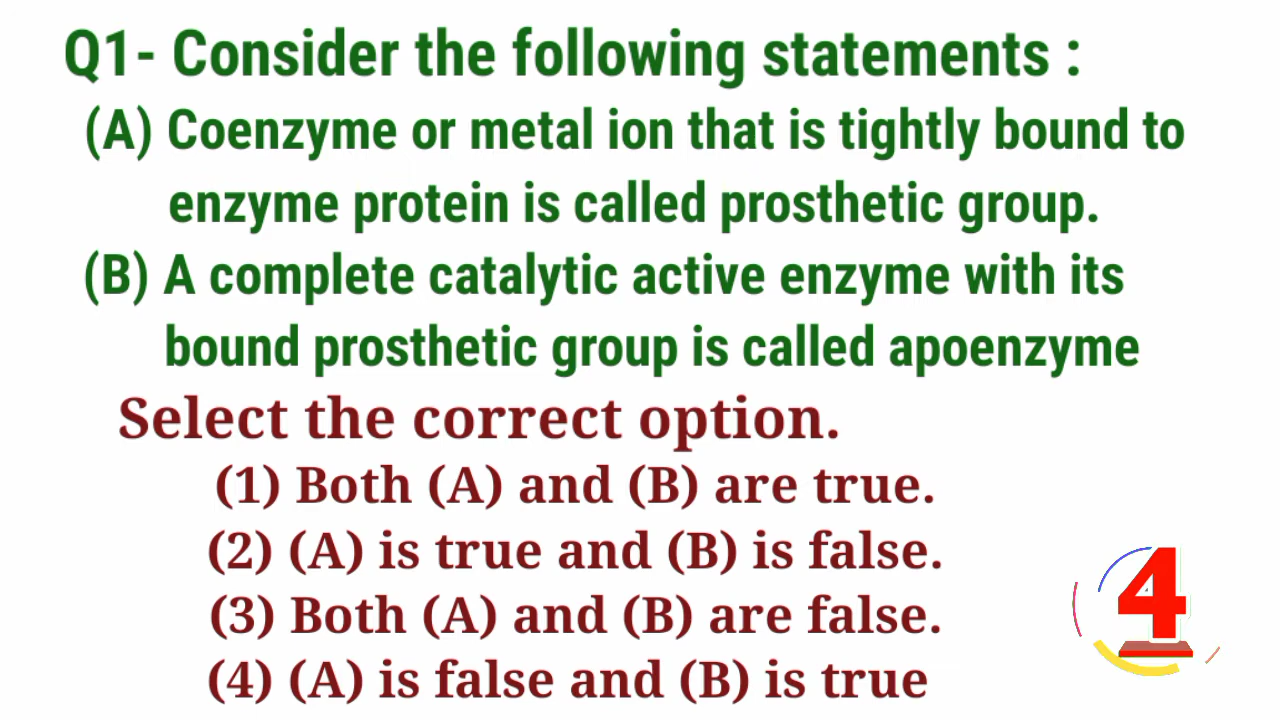 Q1- Consider the following statements :
(A) Coenzyme or metal ion that is tightly bound to
enzyme protein is called prosthetic group.
(B) A complete catalytic active enzyme with its
bound prosthetic group is called apoenzyme
Select the correct option.
(1) Both (A) and (B) are true.
(2) (A) is true and (B) is false.
(3) Both (A) and (B) are false.
(4) (A) is false and (B) is true
4